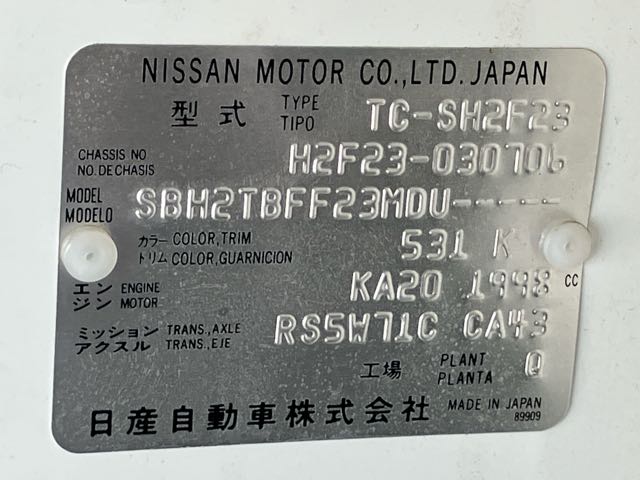 NISSAN MOTOR CO.,LTD. JAPAN
型式 TYPE TIPO TC-SH2F23
CHASSIS NO NO. DE CHASIS H2F23-030706
MODEL MODELO SBH2TBFF23MDU-----
カラー COLOR, TRIM トリム COLOR, GUARNICION 531 K
エンジン ENGINE MOTOR KA20 1998 CC
ミッション TRANS., AXLE アクスル TRANS., EJE RS5W71C CA43
工場 PLANT PLANTA Q
日産自動車株式会社 MADE IN JAPAN
89909